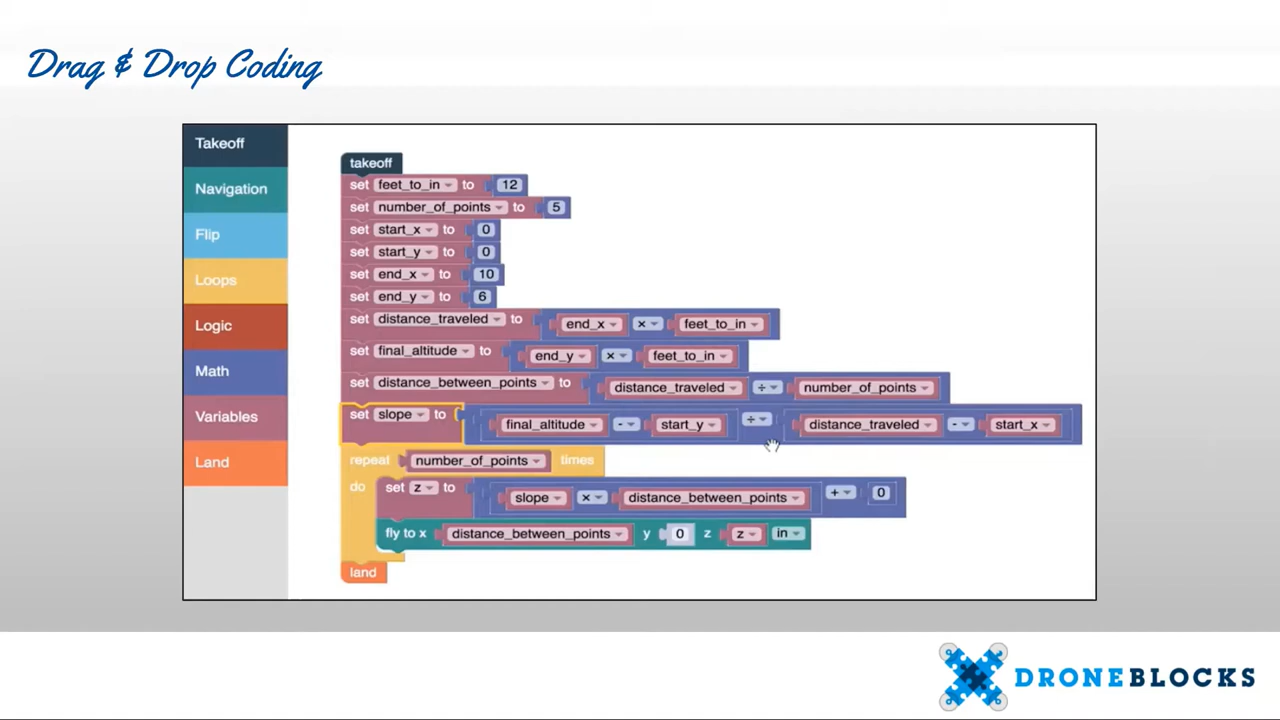 Drag & Drop Coding
Takeoff
Navigation
Flip
Loops
Logic
Math
Variables
Land
takeoff
set feet_to_in to 12
set number_of_points to 5
set start_x to 0
set start_y to 0
set end_x to 10
set end_y to 6
set distance_traveled to end_x × feet_to_in
set final_altitude to end_y × feet_to_in
set distance_between_points to distance_traveled ÷ number_of_points
set slope to final_altitude - start_y ÷ distance_traveled - start_x
repeat number_of_points times
do set z to slope × distance_between_points + 0
fly to x distance_between_points y 0 z z in
land
DRONEBLOCKS